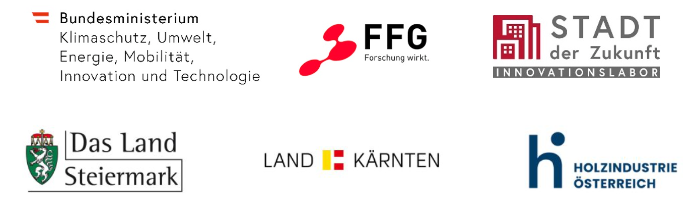 Bundesministerium
Klimaschutz, Umwelt,
Energie, Mobilität,
Innovation und Technologie
FFG
Forschung wirkt.
STADT
der Zukunft
INNOVATIONSLABOR
Das Land
Steiermark
LAND KÄRNTEN
HOLZINDUSTRIE
ÖSTERREICH